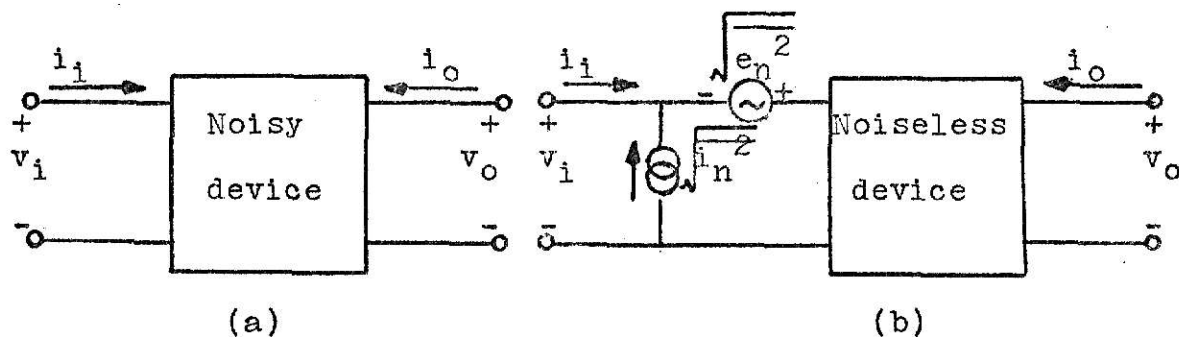 i_i
i_o
+
v_i
-
Noisy
device
+
v_o
-
(a)
i_i
√e_n²
- +
+
v_i
-
√i_n²
Noiseless
device
i_o
+
v_o
-
(b)